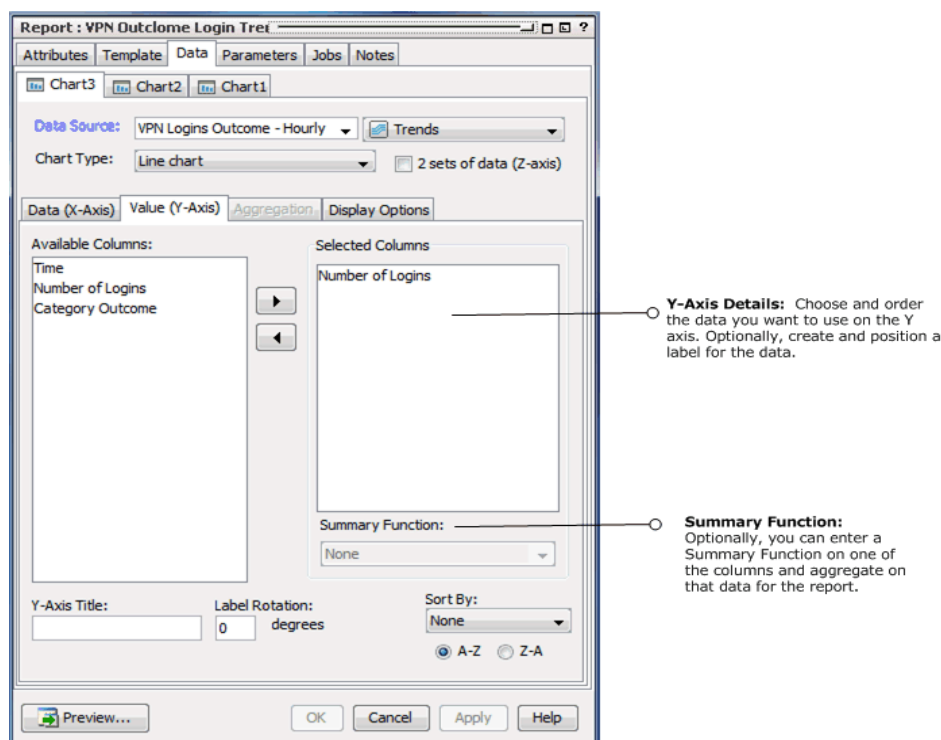 Report : VPN Outclome Login Trei
?
Attributes Template Data Parameters Jobs Notes
Chart3 Chart2 Chart1
Data Source: VPN Logins Outcome - Hourly Trends
Chart Type: Line chart 2 sets of data (Z-axis)
Data (X-Axis) Value (Y-Axis) Aggregation Display Options
Available Columns: Selected Columns
Time
Number of Logins
Category Outcome
Number of Logins
Y-Axis Details: Choose and order
the data you want to use on the Y
axis. Optionally, create and position a
label for the data.
Summary Function:
None
Summary Function:
Optionally, you can enter a
Summary Function on one of
the columns and aggregate on
that data for the report.
Y-Axis Title: Label Rotation: Sort By:
0 degrees None
A-Z Z-A
Preview... OK Cancel Apply Help